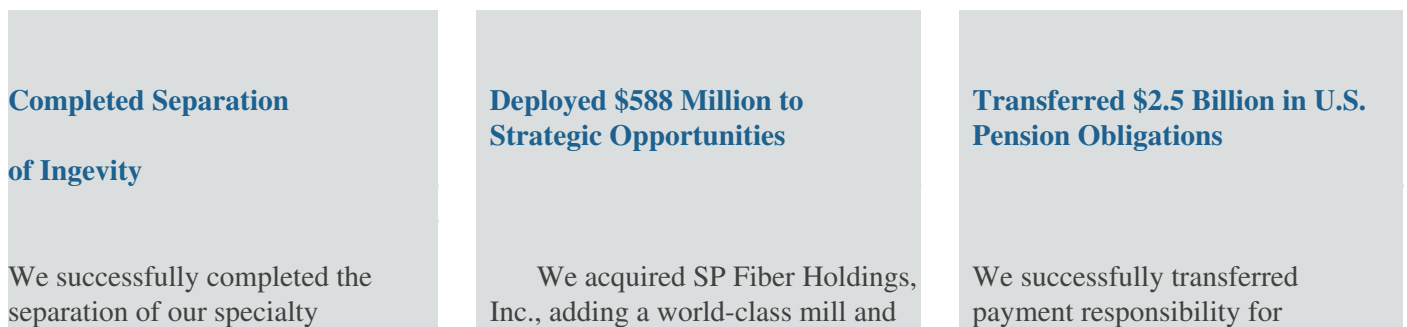 Completed Separation
of Ingevity
We successfully completed the
separation of our specialty
Deployed $588 Million to
Strategic Opportunities
We acquired SP Fiber Holdings,
Inc., adding a world-class mill and
Transferred $2.5 Billion in U.S.
Pension Obligations
We successfully transferred
payment responsibility for